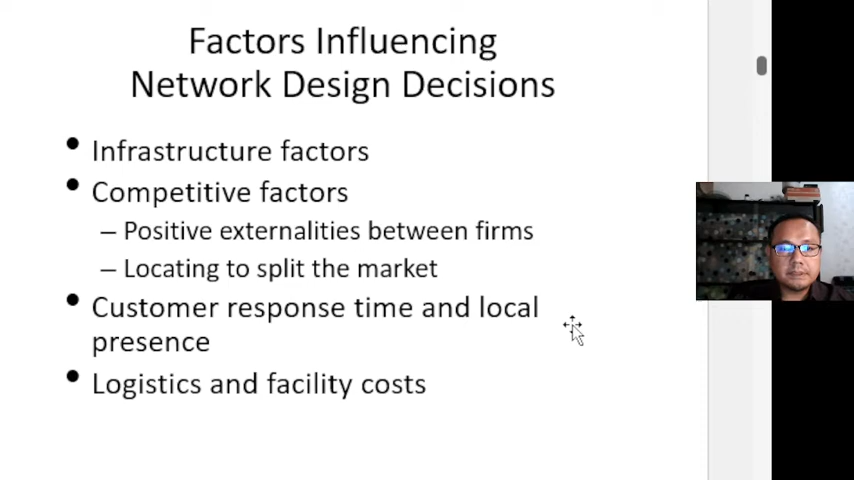 Factors Influencing
Network Design Decisions
• Infrastructure factors
• Competitive factors
– Positive externalities between firms
– Locating to split the market
• Customer response time and local
presence
• Logistics and facility costs